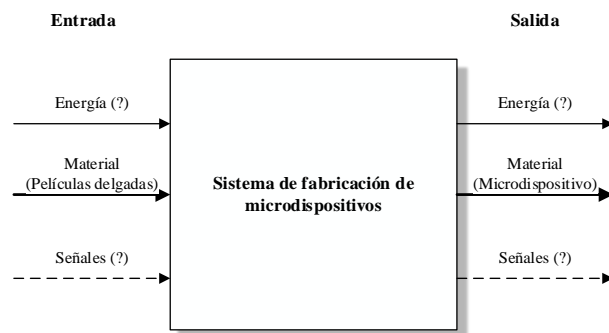 Entrada
Salida
Energía (?)
Energía (?)
Material
(Películas delgadas)
Sistema de fabricación de
microdispositivos
Material
(Microdispositivo)
Señales (?)
Señales (?)